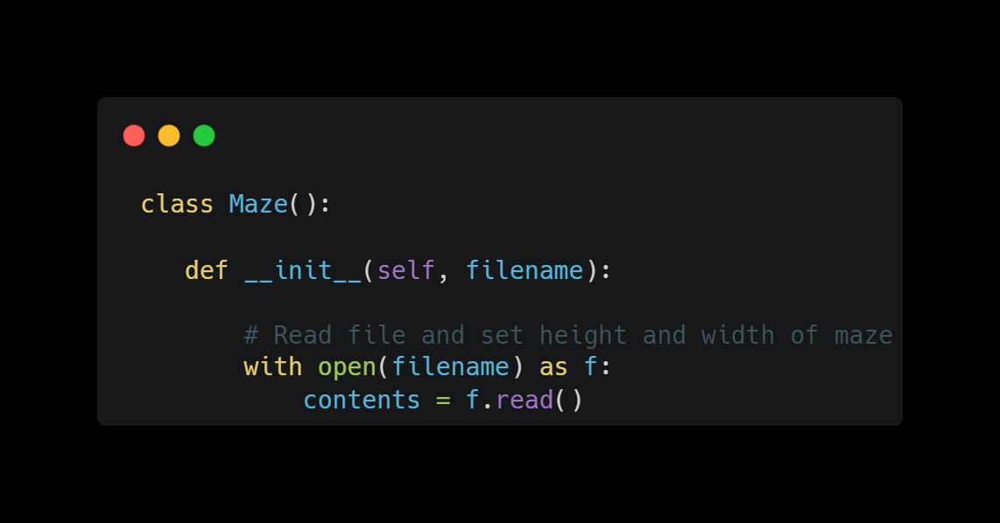 class Maze():
def __init__(self, filename):
# Read file and set height and width of maze
with open(filename) as f:
contents = f.read()